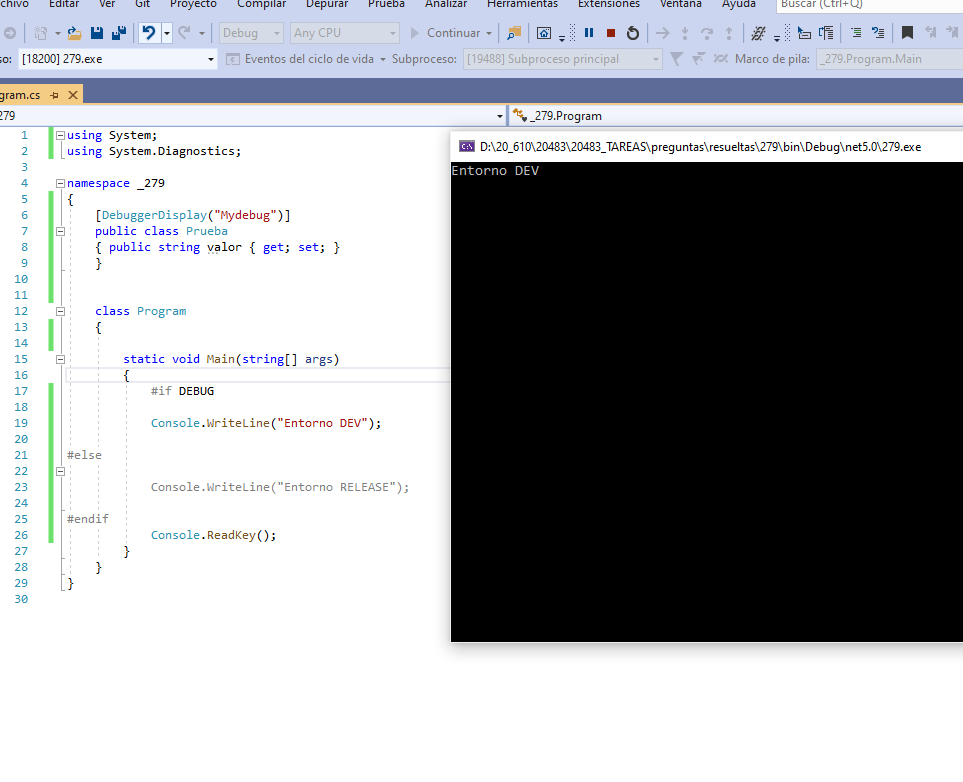 chivo Editar Ver Git Proyecto Compilar Depurar Prueba Analizar Herramientas Extensiones Ventana Ayuda Buscar (Ctrl+Q)
Debug Any CPU Continuar
so: [18200] 279.exe Eventos del ciclo de vida Subproceso: [19488] Subproceso principal Marco de pila: _279.Program.Main
gram.cs
279 _279.Program
1 using System;
2 using System.Diagnostics;
3
4 namespace _279
5 {
6 [DebuggerDisplay("Mydebug")]
7 public class Prueba
8 { public string valor { get; set; }
9 }
10
11
12 class Program
13 {
14
15 static void Main(string[] args)
16 {
17 #if DEBUG
18
19 Console.WriteLine("Entorno DEV");
20
21 #else
22
23 Console.WriteLine("Entorno RELEASE");
24
25 #endif
26 Console.ReadKey();
27 }
28 }
29 }
30
C:\ D:\20_610\20483\20483_TAREAS\preguntas\resueltas\279\bin\Debug\net5.0\279.exe
Entorno DEV